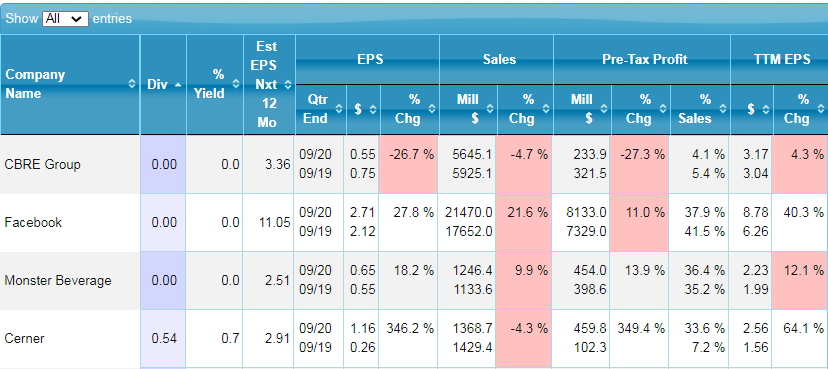 Show All entries
Company Name Div % Yield Est EPS Nxt 12 Mo EPS Sales Pre-Tax Profit TTM EPS
Qtr End $ % Chg Mill $ % Chg Mill $ % Chg % Sales $ % Chg
CBRE Group 0.00 0.0 3.36 09/20 0.55 -26.7 % 5645.1 -4.7 % 233.9 -27.3 % 4.1 % 3.17 4.3 %
09/19 0.75 5925.1 321.5 5.4 % 3.04
Facebook 0.00 0.0 11.05 09/20 2.71 27.8 % 21470.0 21.6 % 8133.0 11.0 % 37.9 % 8.78 40.3 %
09/19 2.12 17652.0 7329.0 41.5 % 6.26
Monster Beverage 0.00 0.0 2.51 09/20 0.65 18.2 % 1246.4 9.9 % 454.0 13.9 % 36.4 % 2.23 12.1 %
09/19 0.55 1133.6 398.6 35.2 % 1.99
Cerner 0.54 0.7 2.91 09/20 1.16 346.2 % 1368.7 -4.3 % 459.8 349.4 % 33.6 % 2.56 64.1 %
09/19 0.26 1429.4 102.3 7.2 % 1.56